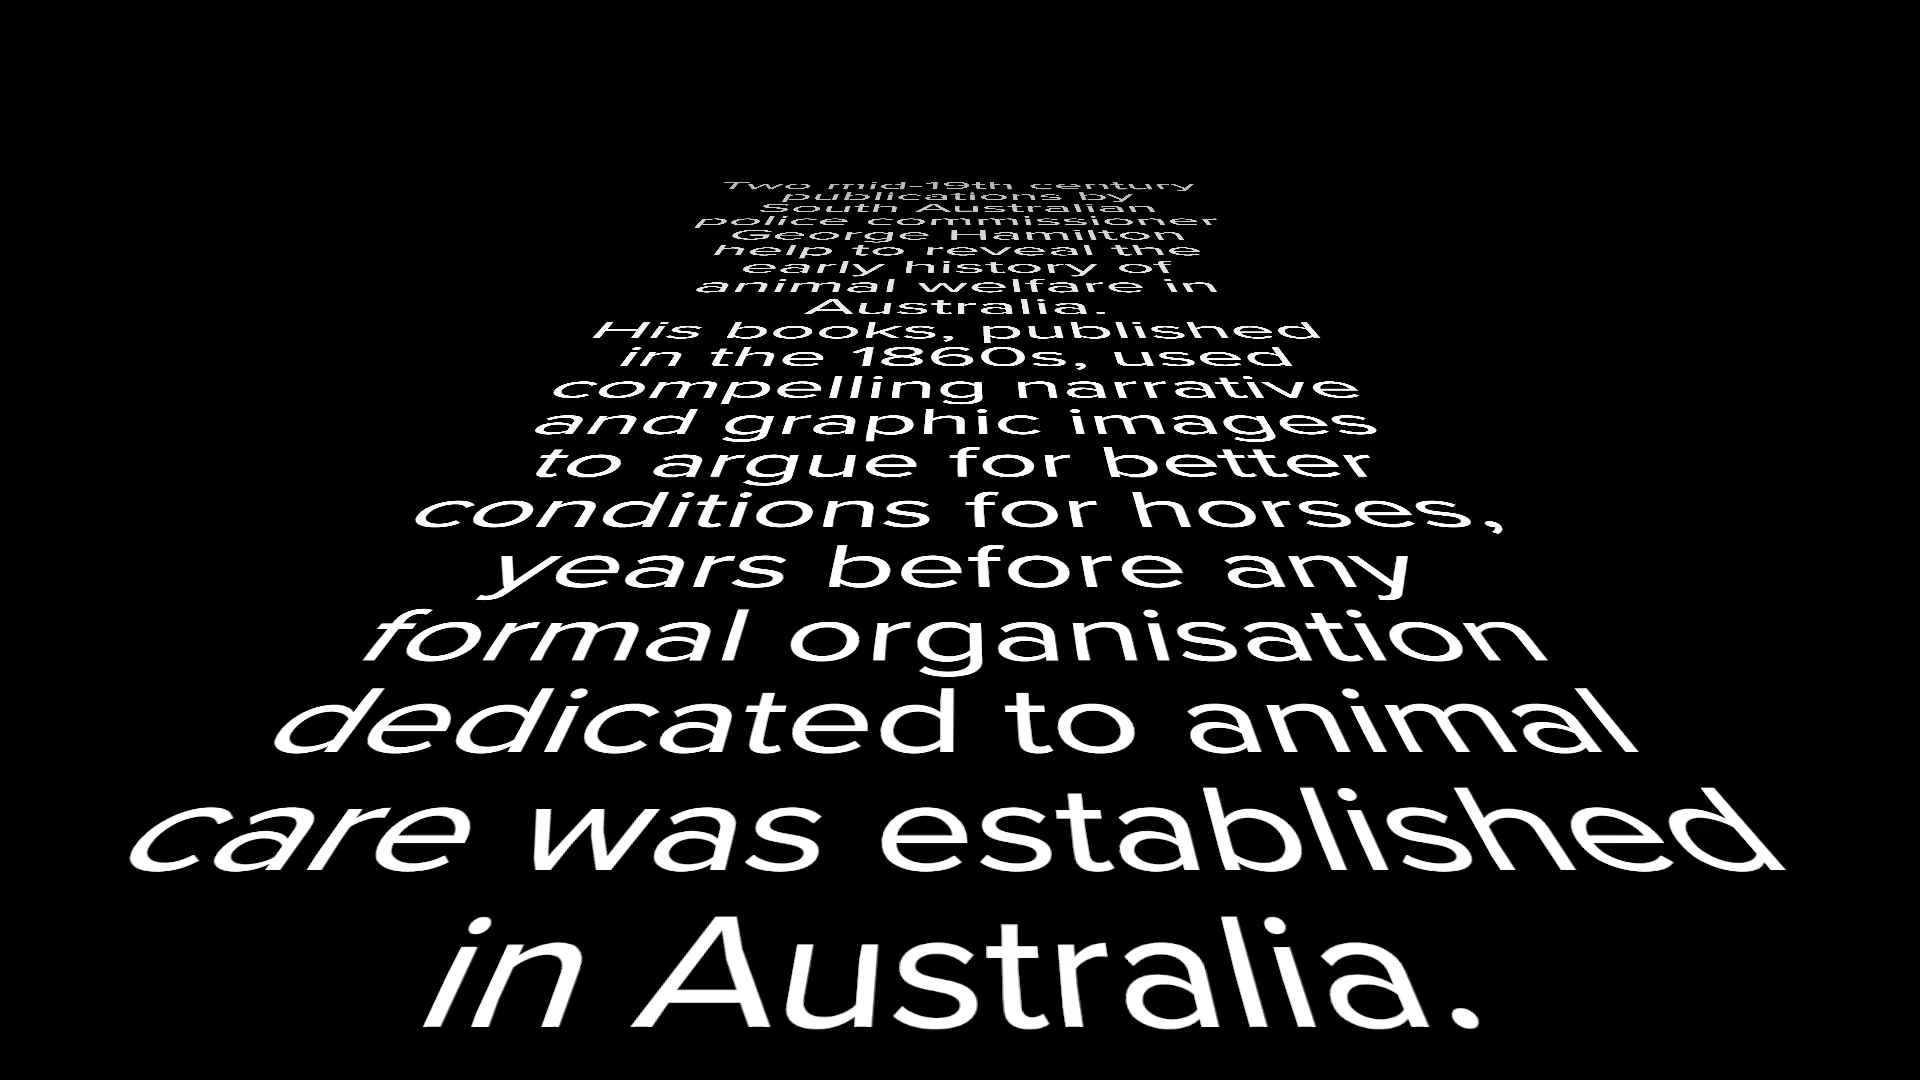 Two mid-19th century
publications by
South Australian
police commissioner
George Hamilton
help to reveal the
early history of
animal welfare in
Australia.
His books, published
in the 1860s, used
compelling narrative
and graphic images
to argue for better
conditions for horses,
years before any
formal organisation
dedicated to animal
care was established
in Australia.